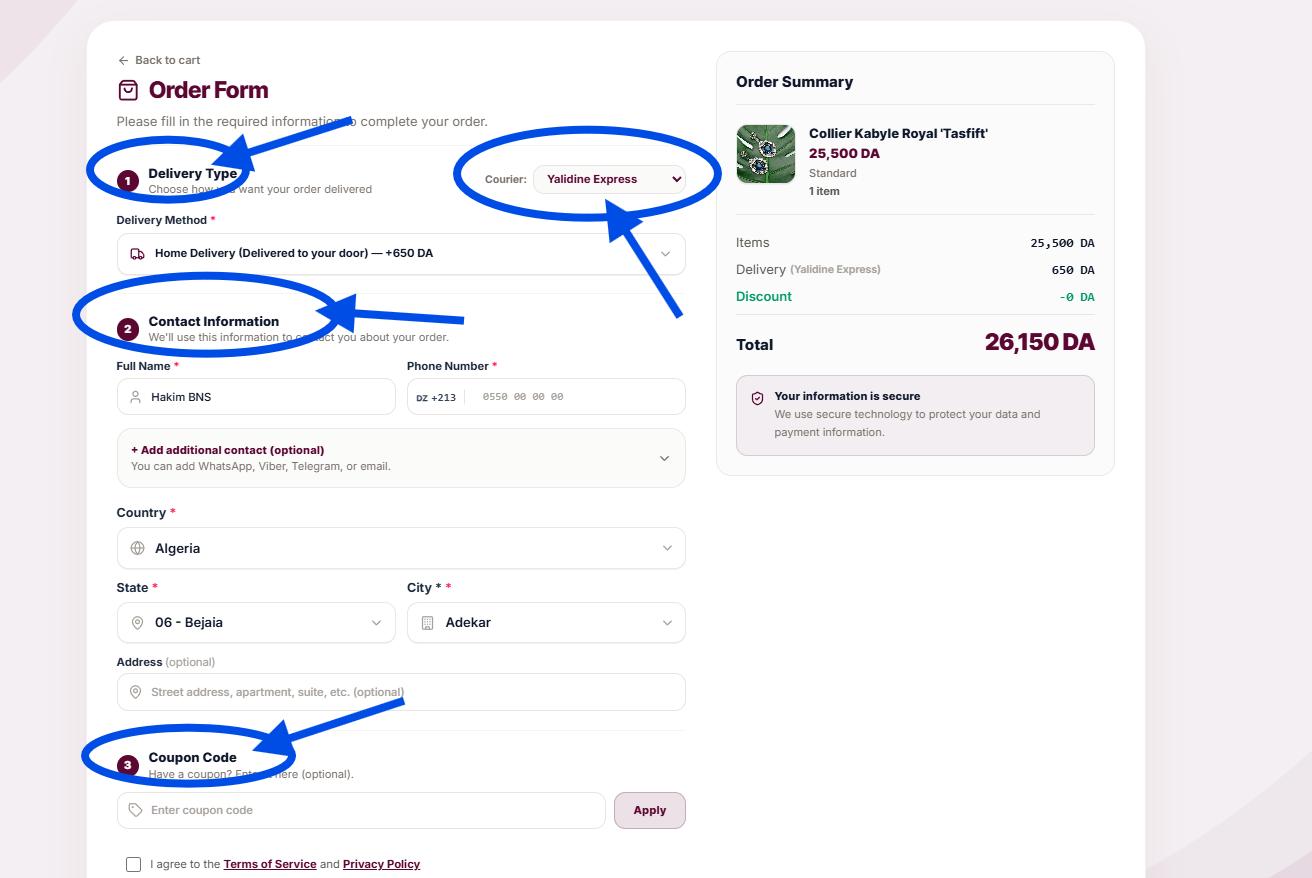 Back to cart
Order Form
Please fill in the required information to complete your order.
1 Delivery Type
Choose how you want your order delivered
Courier: Yalidine Express
Delivery Method *
Home Delivery (Delivered to your door) — +650 DA
2 Contact Information
We'll use this information to contact you about your order.
Full Name *
Hakim BNS
Phone Number *
DZ +213 0550 00 00 00
+ Add additional contact (optional)
You can add WhatsApp, Viber, Telegram, or email.
Country *
Algeria
State *
06 - Bejaia
City * *
Adekar
Address (optional)
Street address, apartment, suite, etc. (optional)
3 Coupon Code
Have a coupon? Enter it here (optional).
Enter coupon code
Apply
I agree to the Terms of Service and Privacy Policy
Order Summary
Collier Kabyle Royal 'Tasfift'
25,500 DA
Standard
1 item
Items 25,500 DA
Delivery (Yalidine Express) 650 DA
Discount -0 DA
Total 26,150 DA
Your information is secure
We use secure technology to protect your data and
payment information.